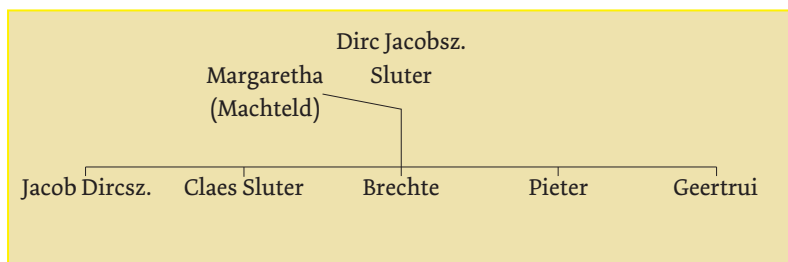 Dirc Jacobsz.
Margaretha Sluter
(Machteld)
Jacob Dircsz. Claes Sluter Brechte Pieter Geertrui